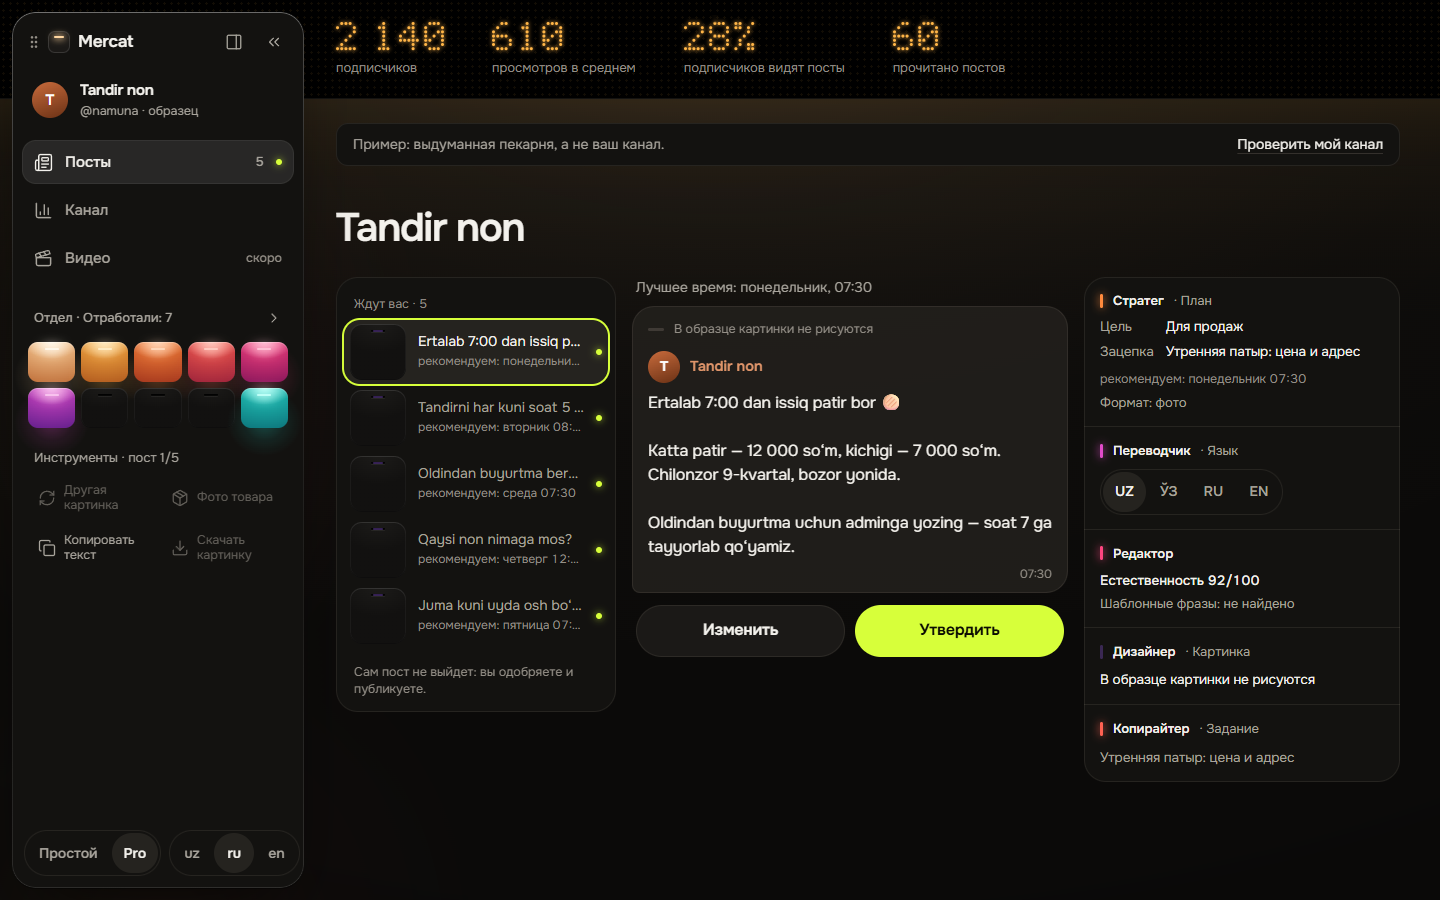 Mercat
T
Tandir non
@namuna · образец
Посты 5
Канал
Видео скоро
Отдел · Отработали: 7
Инструменты · пост 1/5
Другая картинка
Фото товара
Копировать текст
Скачать картинку
Простой Pro
uz ru en
2 140
подписчиков
610
просмотров в среднем
28%
подписчиков видят посты
60
прочитано постов
Пример: выдуманная пекарня, а не ваш канал.
Проверить мой канал
Tandir non
Ждут вас · 5
Ertalab 7:00 dan issiq p...
рекомендуем: понедельни...
Tandirni har kuni soat 5 ...
рекомендуем: вторник 08:...
Oldindan buyurtma ber...
рекомендуем: среда 07:30
Qaysi non nimaga mos?
рекомендуем: четверг 12:...
Juma kuni uyda osh bo‘...
рекомендуем: пятница 07:...
Сам пост не выйдет: вы одобряете и
публикуете.
Лучшее время: понедельник, 07:30
В образце картинки не рисуются
T
Tandir non
Ertalab 7:00 dan issiq patir bor
Katta patir — 12 000 so‘m, kichigi — 7 000 so‘m.
Chilonzor 9-kvartal, bozor yonida.
Oldindan buyurtma uchun adminga yozing — soat 7 ga
tayyorlab qo‘yamiz.
07:30
Изменить
Утвердить
Стратег · План
Цель Для продаж
Зацепка Утренняя патыр: цена и адрес
рекомендуем: понедельник 07:30
Формат: фото
Переводчик · Язык
UZ ЎЗ RU EN
Редактор
Естественность 92/100
Шаблонные фразы: не найдено
Дизайнер · Картинка
В образце картинки не рисуются
Копирайтер · Задание
Утренняя патыр: цена и адрес